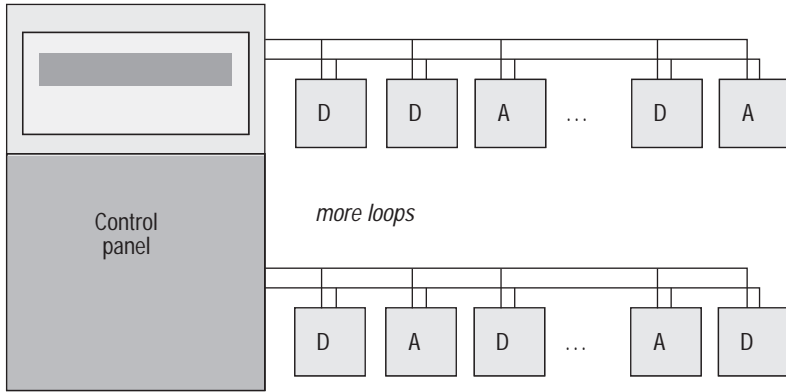 D D A ... D A
Control
panel
more loops
D A D ... A D